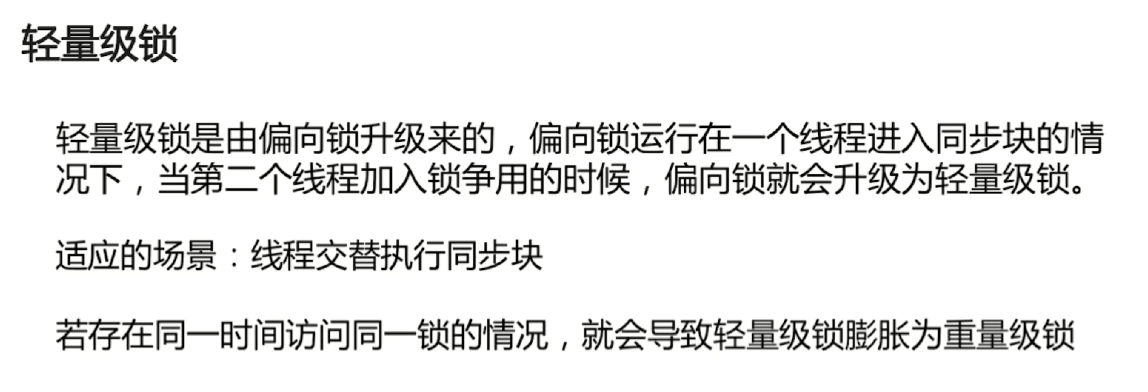 轻量级锁
轻量级锁是由偏向锁升级来的，偏向锁运行在一个线程进入同步块的情
况下，当第二个线程加入锁争用的时候，偏向锁就会升级为轻量级锁。
适应的场景：线程交替执行同步块
若存在同一时间访问同一锁的情况，就会导致轻量级锁膨胀为重量级锁